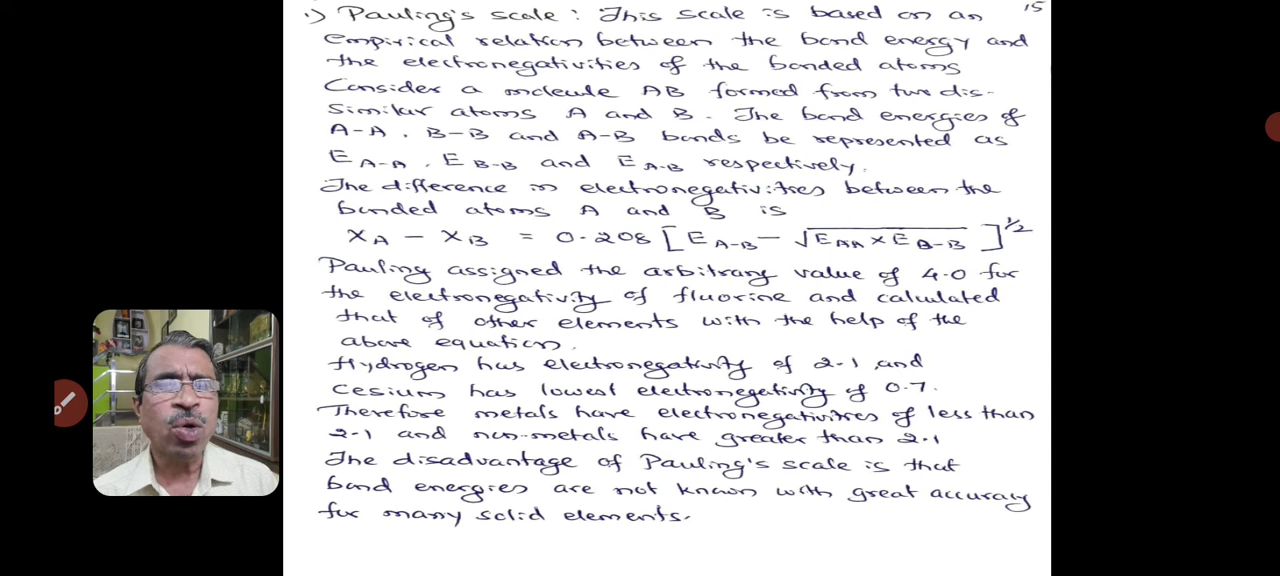 15
1) Pauling's scale : This scale is based on an
empirical relation between the bond energy and
the electronegativities of the bonded atoms
Consider a molecule AB formed from two dis-
similar atoms A and B. The bond energies of
A-A, B-B and A-B bonds be represented as
E A-A, E B-B and E A-B respectively.
The difference in electronegativities between the
bonded atoms A and B is
XA - XB = 0.208 [E A-B - √E AA × E B-B]^1/2
Pauling assigned the arbitrary value of 4.0 for
the electronegativity of fluorine and calculated
that of other elements with the help of the
above equation.
Hydrogen has electronegativity of 2.1 and
Cesium has lowest electronegativity of 0.7.
Therefore metals have electronegativities of less than
2.1 and non-metals have greater than 2.1
The disadvantage of Pauling's scale is that
bond energies are not known with great accuracy
for many solid elements.